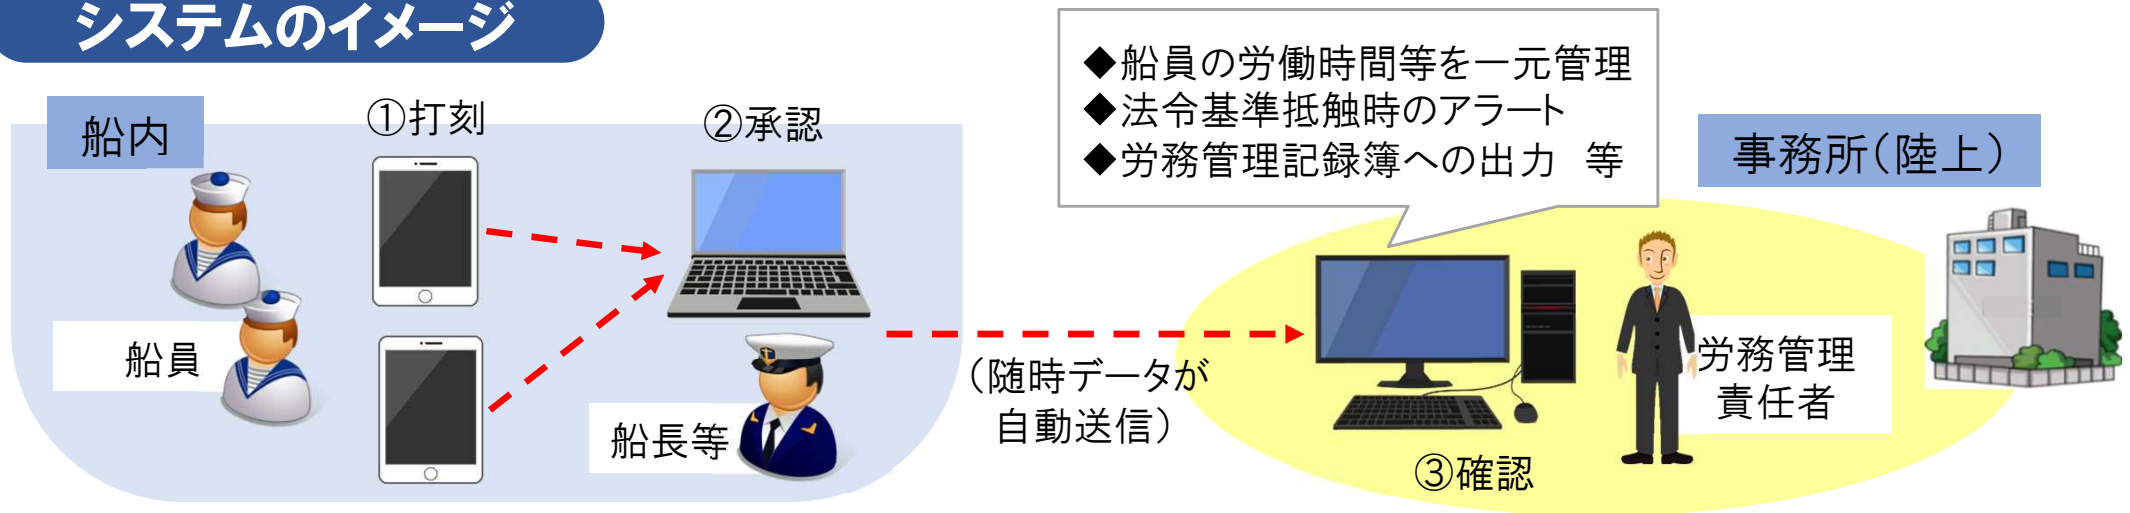 システムのイメージ
◆船員の労働時間等を一元管理
◆法令基準抵触時のアラート
◆労務管理記録簿への出力　等
船内
①打刻
②承認
事務所（陸上）
船員
船長等
（随時データが
自動送信）
労務管理
責任者
③確認